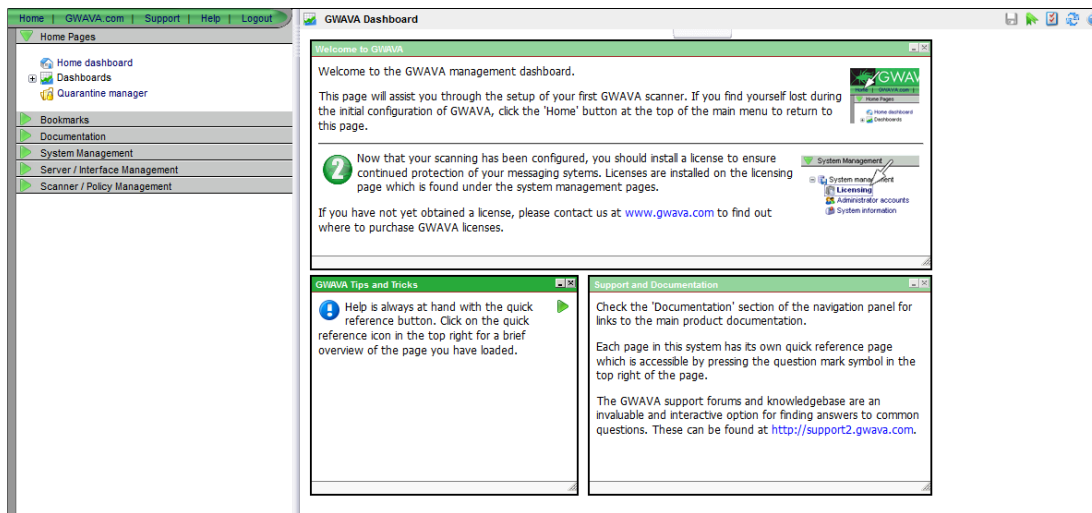 Home | GWAVA.com | Support | Help | Logout
Home Pages
Home dashboard
Dashboards
Quarantine manager
Bookmarks
Documentation
System Management
Server / Interface Management
Scanner / Policy Management
GWAVA Dashboard
Welcome to GWAVA
Welcome to the GWAVA management dashboard.
This page will assist you through the setup of your first GWAVA scanner. If you find yourself lost during
the initial configuration of GWAVA, click the 'Home' button at the top of the main menu to return to
this page.
GWAV
Home | GWAVA.com |
Home Pages
Home dashboard
Dashboards
2
Now that your scanning has been configured, you should install a license to ensure
continued protection of your messaging sytems. Licenses are installed on the licensing
page which is found under the system management pages.
If you have not yet obtained a license, please contact us at www.gwava.com to find out
where to purchase GWAVA licenses.
System Management
System management
Licensing
Administrator accounts
System information
GWAVA Tips and Tricks
Help is always at hand with the quick
reference button. Click on the quick
reference icon in the top right for a brief
overview of the page you have loaded.
Support and Documentation
Check the 'Documentation' section of the navigation panel for
links to the main product documentation.
Each page in this system has its own quick reference page
which is accessible by pressing the question mark symbol in the
top right of the page.
The GWAVA support forums and knowledgebase are an
invaluable and interactive option for finding answers to common
questions. These can be found at http://support2.gwava.com.